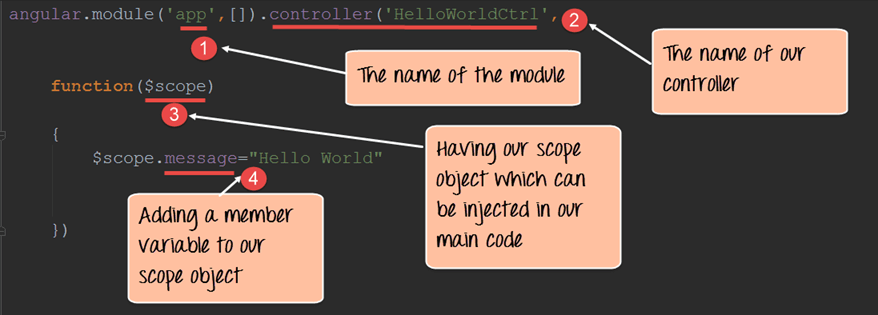 angular.module('app',[]).controller('HelloWorldCtrl',
2
1
The name of the module
The name of our
controller
function($scope)
3
{
$scope.message="Hello World"
4
Having our scope
object which can
be injected in our
main code
Adding a member
variable to our
scope object
})